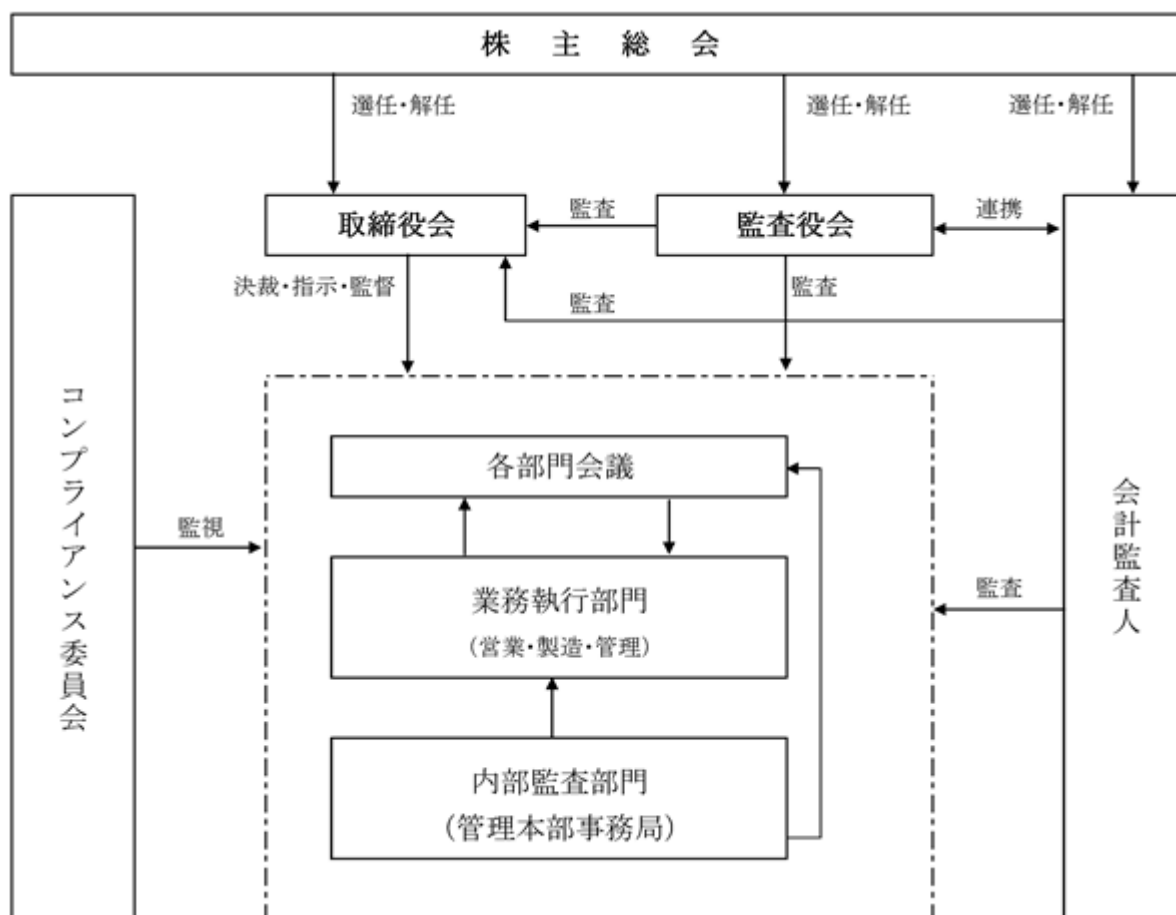 株主総会
選任・解任
選任・解任
選任・解任
取締役会
監査
監査役会
連携
決裁・指示・監督
監査
監査
コンプライアンス委員会
各部門会議
監視
業務執行部門
（営業・製造・管理）
監査
会計監査人
内部監査部門
（管理本部事務局）